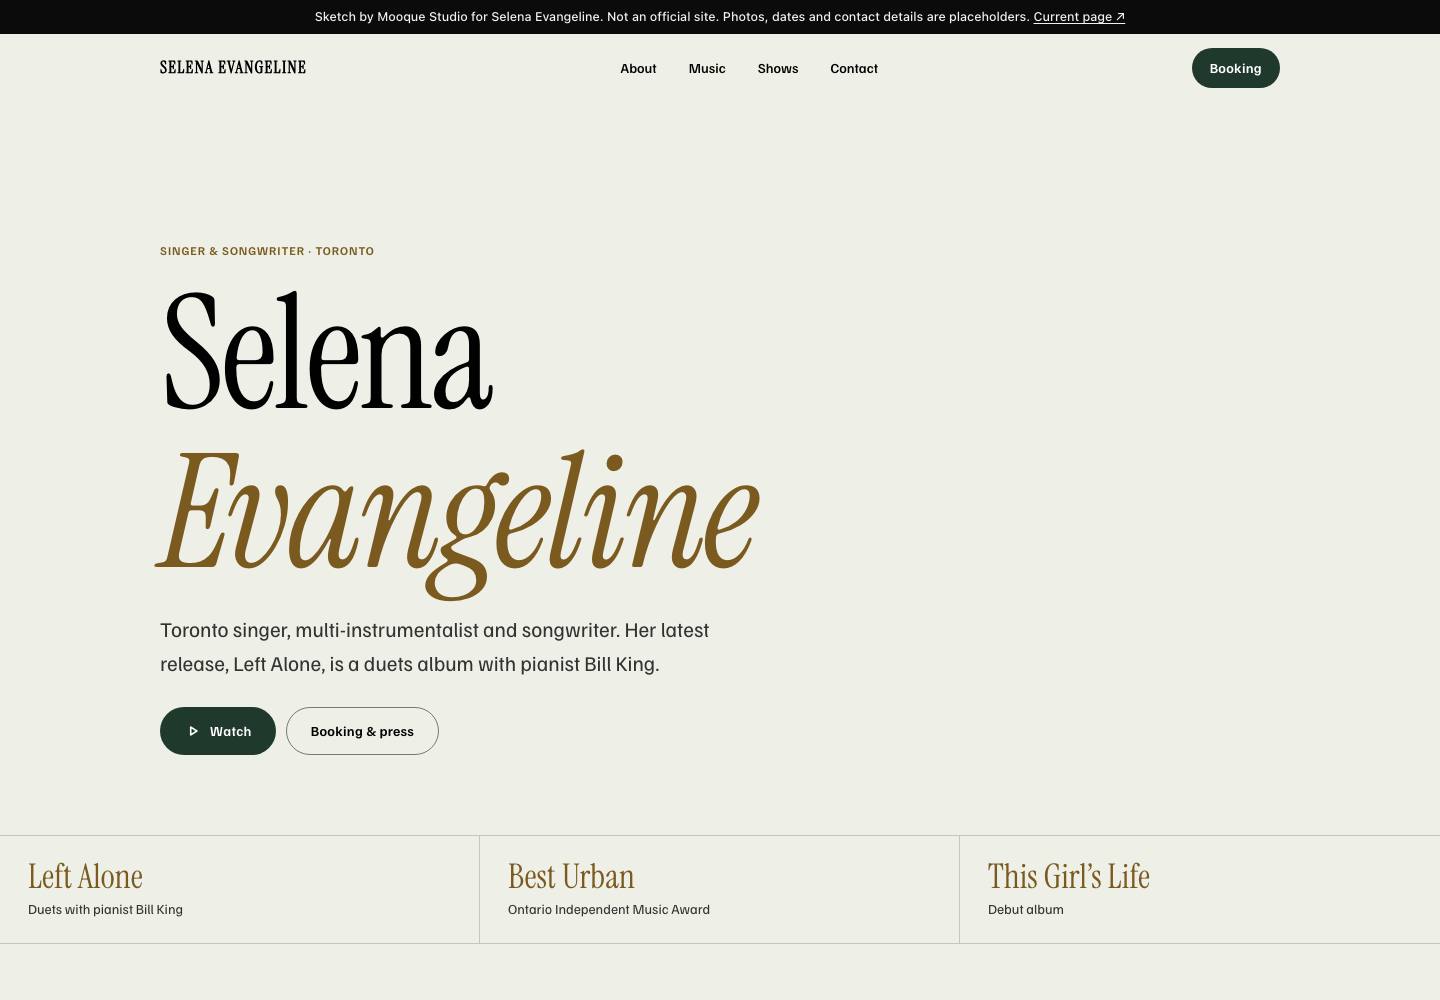 Sketch by Mooque Studio for Selena Evangeline. Not an official site. Photos, dates and contact details are placeholders. Current page ↗
SELENA EVANGELINE
About
Music
Shows
Contact
Booking
SINGER & SONGWRITER · TORONTO
Selena
Evangeline
Toronto singer, multi-instrumentalist and songwriter. Her latest
release, Left Alone, is a duets album with pianist Bill King.
Watch
Booking & press
Left Alone
Duets with pianist Bill King
Best Urban
Ontario Independent Music Award
This Girl’s Life
Debut album